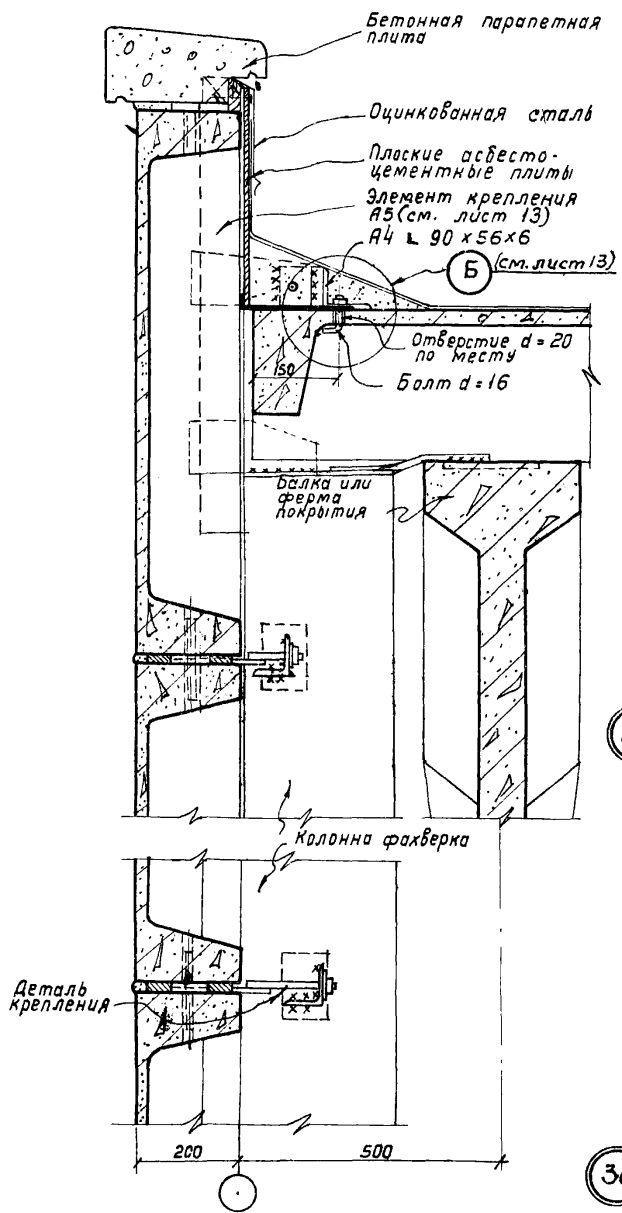 Бетонная парапетная
плита
Оцинкованная сталь
Плоские асбесто-
цементные плиты
Элемент крепления
А5 (см. лист 13)
А4 L 90 x 56 x 6
Б (см. лист 13)
Отверстие d = 20
по месту
150
Болт d = 16
Балка или
ферма
покрытия
Колонна фахверка
Деталь
крепления
200 500